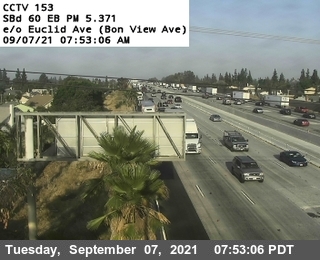 CCTV 153
SBd 60 EB PM 5.371
e/o Euclid Ave (Bon View Ave)
09/07/21 07:53:06 AM
Tuesday, September 07, 2021 07:53:06 PDT